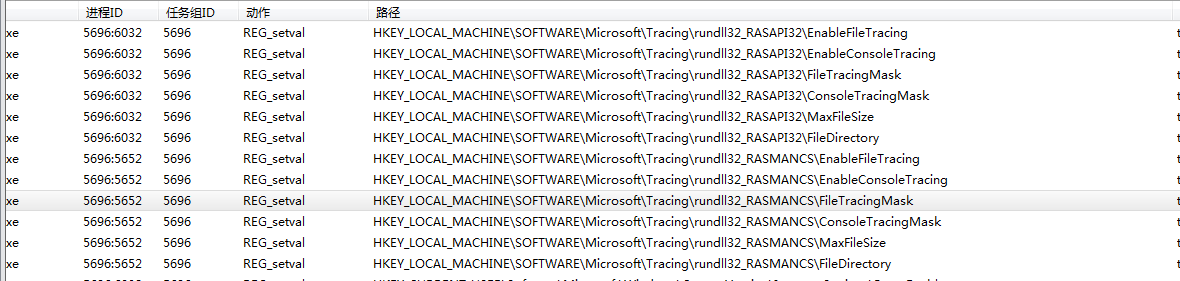 进程ID 任务组ID 动作 路径
xe 5696:6032 5696 REG_setval HKEY_LOCAL_MACHINE\SOFTWARE\Microsoft\Tracing\rundll32_RASAPI32\EnableFileTracing
xe 5696:6032 5696 REG_setval HKEY_LOCAL_MACHINE\SOFTWARE\Microsoft\Tracing\rundll32_RASAPI32\EnableConsoleTracing
xe 5696:6032 5696 REG_setval HKEY_LOCAL_MACHINE\SOFTWARE\Microsoft\Tracing\rundll32_RASAPI32\FileTracingMask
xe 5696:6032 5696 REG_setval HKEY_LOCAL_MACHINE\SOFTWARE\Microsoft\Tracing\rundll32_RASAPI32\ConsoleTracingMask
xe 5696:6032 5696 REG_setval HKEY_LOCAL_MACHINE\SOFTWARE\Microsoft\Tracing\rundll32_RASAPI32\MaxFileSize
xe 5696:6032 5696 REG_setval HKEY_LOCAL_MACHINE\SOFTWARE\Microsoft\Tracing\rundll32_RASAPI32\FileDirectory
xe 5696:5652 5696 REG_setval HKEY_LOCAL_MACHINE\SOFTWARE\Microsoft\Tracing\rundll32_RASMANCS\EnableFileTracing
xe 5696:5652 5696 REG_setval HKEY_LOCAL_MACHINE\SOFTWARE\Microsoft\Tracing\rundll32_RASMANCS\EnableConsoleTracing
xe 5696:5652 5696 REG_setval HKEY_LOCAL_MACHINE\SOFTWARE\Microsoft\Tracing\rundll32_RASMANCS\FileTracingMask
xe 5696:5652 5696 REG_setval HKEY_LOCAL_MACHINE\SOFTWARE\Microsoft\Tracing\rundll32_RASMANCS\ConsoleTracingMask
xe 5696:5652 5696 REG_setval HKEY_LOCAL_MACHINE\SOFTWARE\Microsoft\Tracing\rundll32_RASMANCS\MaxFileSize
xe 5696:5652 5696 REG_setval HKEY_LOCAL_MACHINE\SOFTWARE\Microsoft\Tracing\rundll32_RASMANCS\FileDirectory